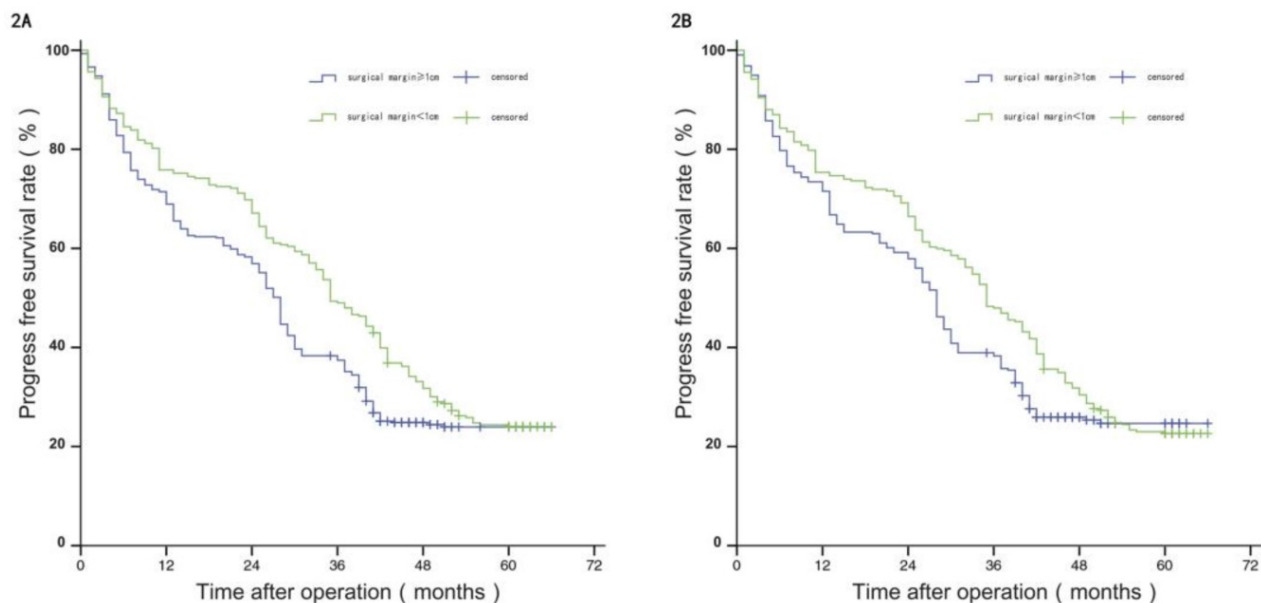 2A
Progress free survival rate ( % )
100
80
60
40
20
0
surgical margin≥1cm
censored
surgical margin<1cm
censored
0 12 24 36 48 60 72
Time after operation ( months )
2B
Progress free survival rate ( % )
100
80
60
40
20
0
surgical margin≥1cm
censored
surgical margin<1cm
censored
0 12 24 36 48 60 72
Time after operation ( months )